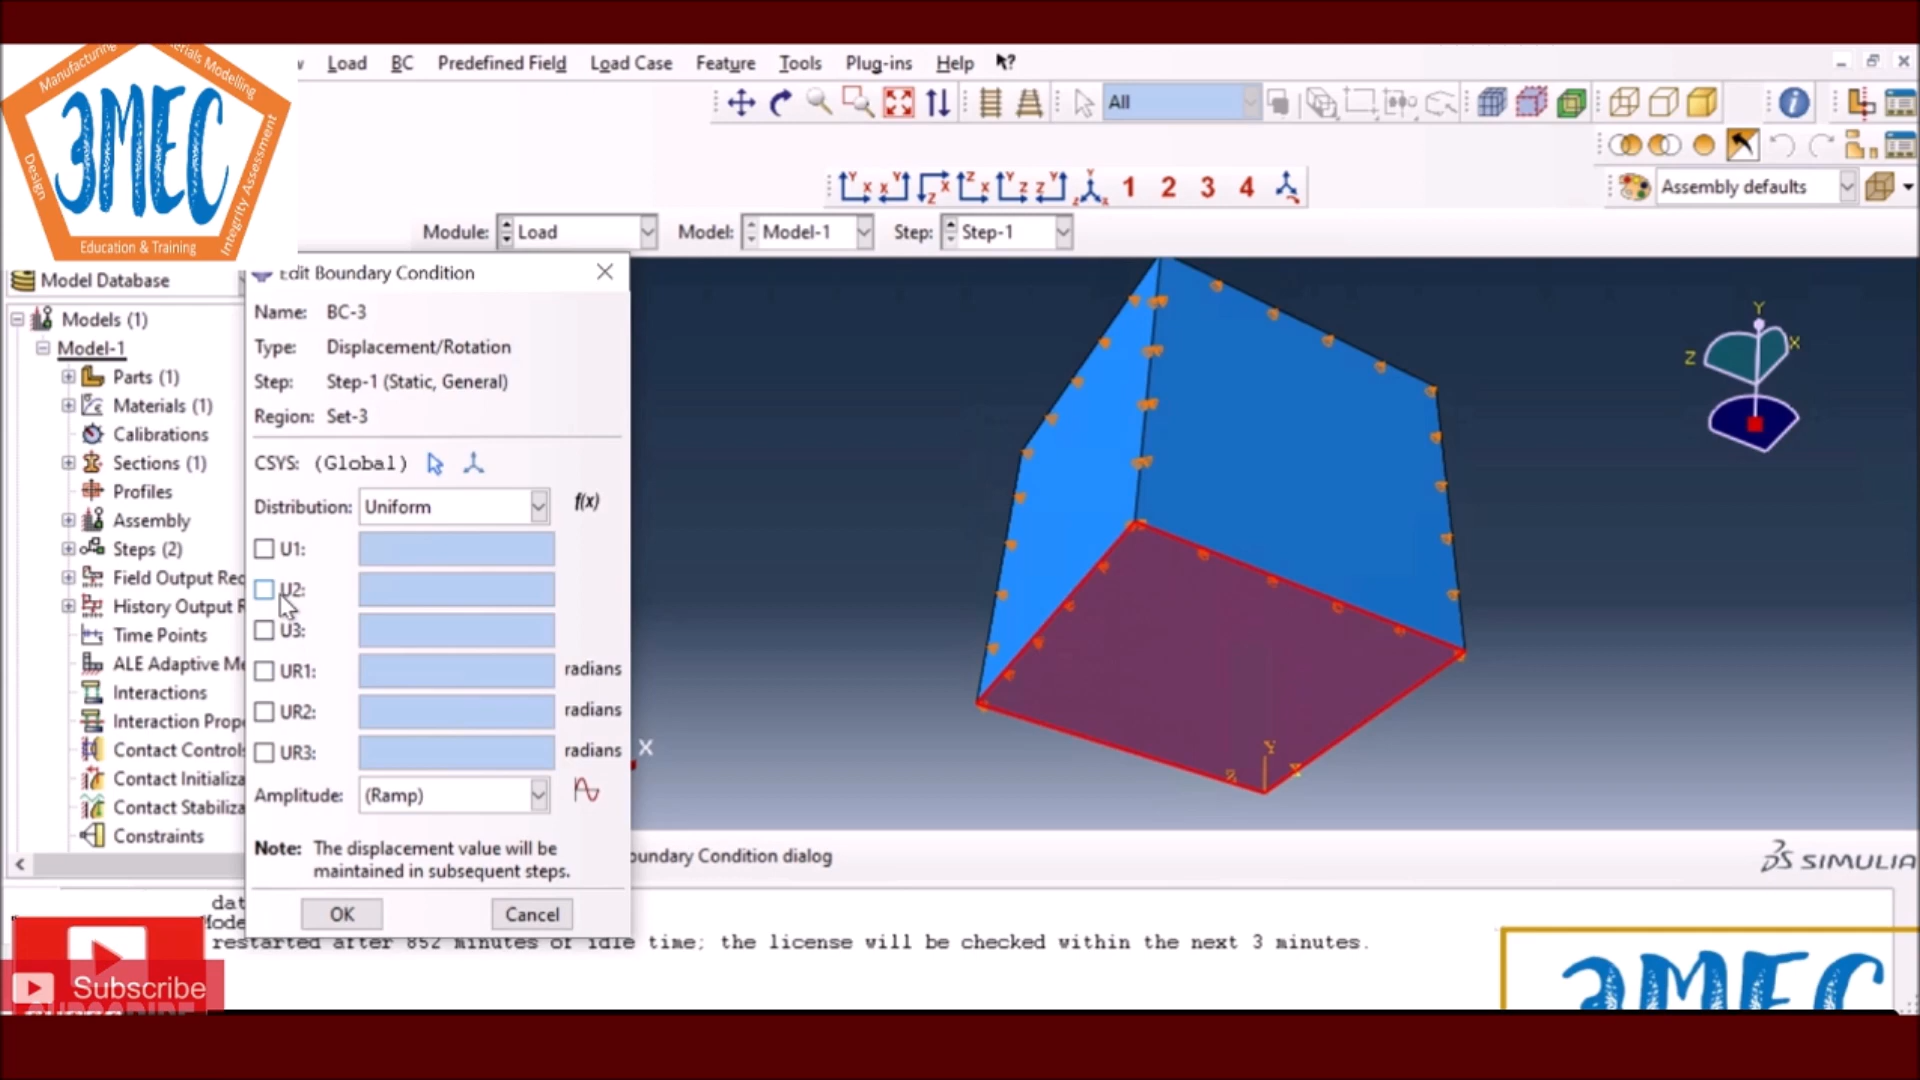 Manufacturing
Materials Modelling
3MEC
Design
Integrity Assessment
Education & Training
Load BC Predefined Field Load Case Feature Tools Plug-ins Help
All
1 2 3 4
Assembly defaults
Module: Load Model: Model-1 Step: Step-1
Model Database
Models (1)
Model-1
Parts (1)
Materials (1)
Calibrations
Sections (1)
Profiles
Assembly
Steps (2)
Field Output Req
History Output R
Time Points
ALE Adaptive Me
Interactions
Interaction Prope
Contact Controls
Contact Initializa
Contact Stabiliza
Constraints
Edit Boundary Condition
Name: BC-3
Type: Displacement/Rotation
Step: Step-1 (Static, General)
Region: Set-3
CSYS: (Global)
Distribution: Uniform f(x)
U1:
U2:
U3:
UR1: radians
UR2: radians
UR3: radians
Amplitude: (Ramp)
Note: The displacement value will be
maintained in subsequent steps.
OK Cancel
X
Y
X
Z
Y
Z X
oundary Condition dialog
SIMULIA
dat
Mode
restarted after 852 minutes of idle time; the license will be checked within the next 3 minutes.
Subscribe
3MEC